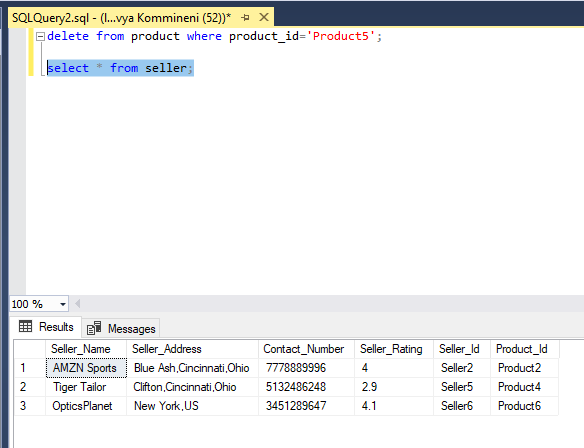 SQLQuery2.sql - (l...vya Kommineni (52))*
delete from product where product_id='Product5';
select * from seller;
100 %
Results Messages
Seller_Name Seller_Address Contact_Number Seller_Rating Seller_Id Product_Id
1 AMZN Sports Blue Ash,Cincinnati,Ohio 7778889996 4 Seller2 Product2
2 Tiger Tailor Clifton,Cincinnati,Ohio 5132486248 2.9 Seller5 Product4
3 OpticsPlanet New York,US 3451289647 4.1 Seller6 Product6